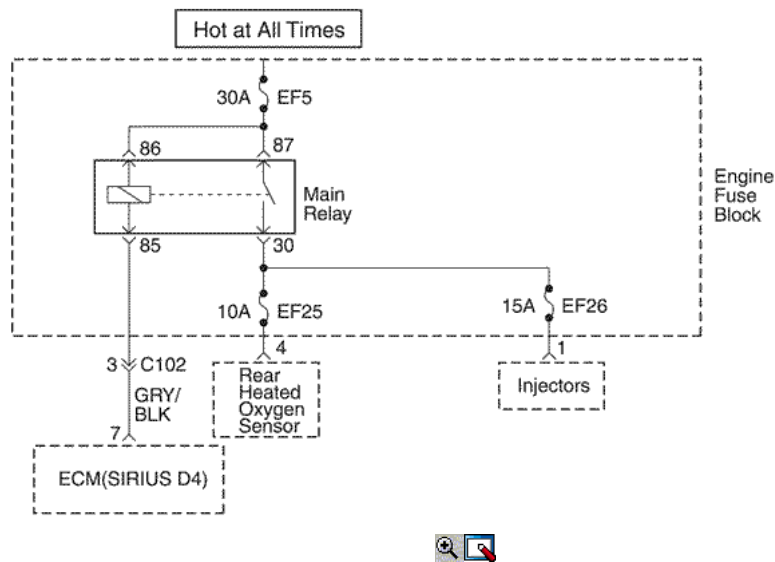 Hot at All Times
30A EF5
86
87
Main
Relay
Engine
Fuse
Block
85
30
10A EF25
15A EF26
3 C102
4
1
GRY/
BLK
Rear
Heated
Oxygen
Sensor
Injectors
7
ECM(SIRIUS D4)